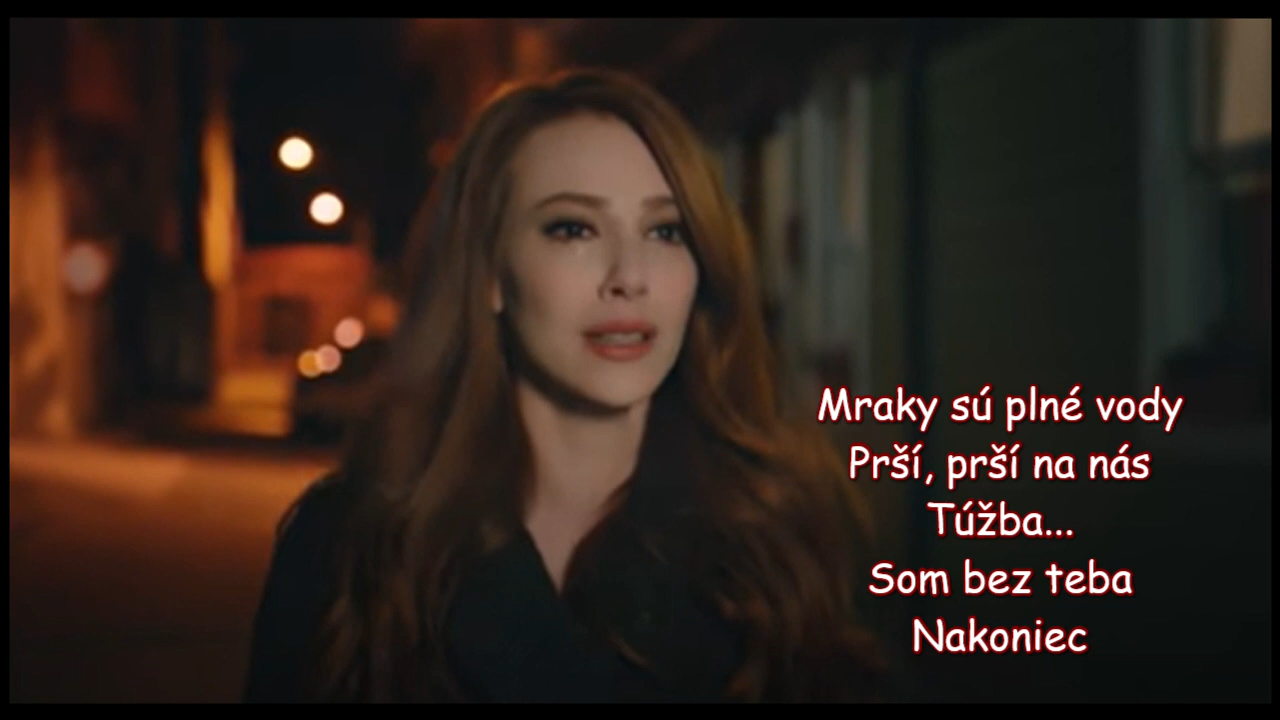 Mraky sú plné vody
Prší, prší na nás
Túžba...
Som bez teba
Nakoniec